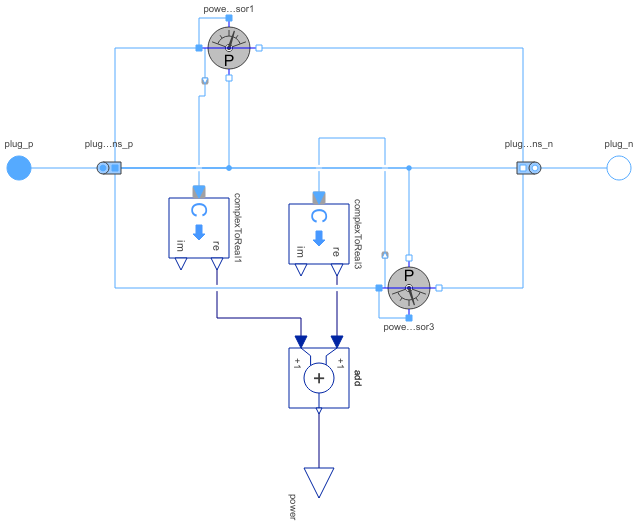 powe...sor1
P
plug_p
plug...ns_p
plug...ns_n
plug_n
C
im
re
complexToReal1
C
im
re
complexToReal3
P
powe...sor3
+1
+1
+
add
power